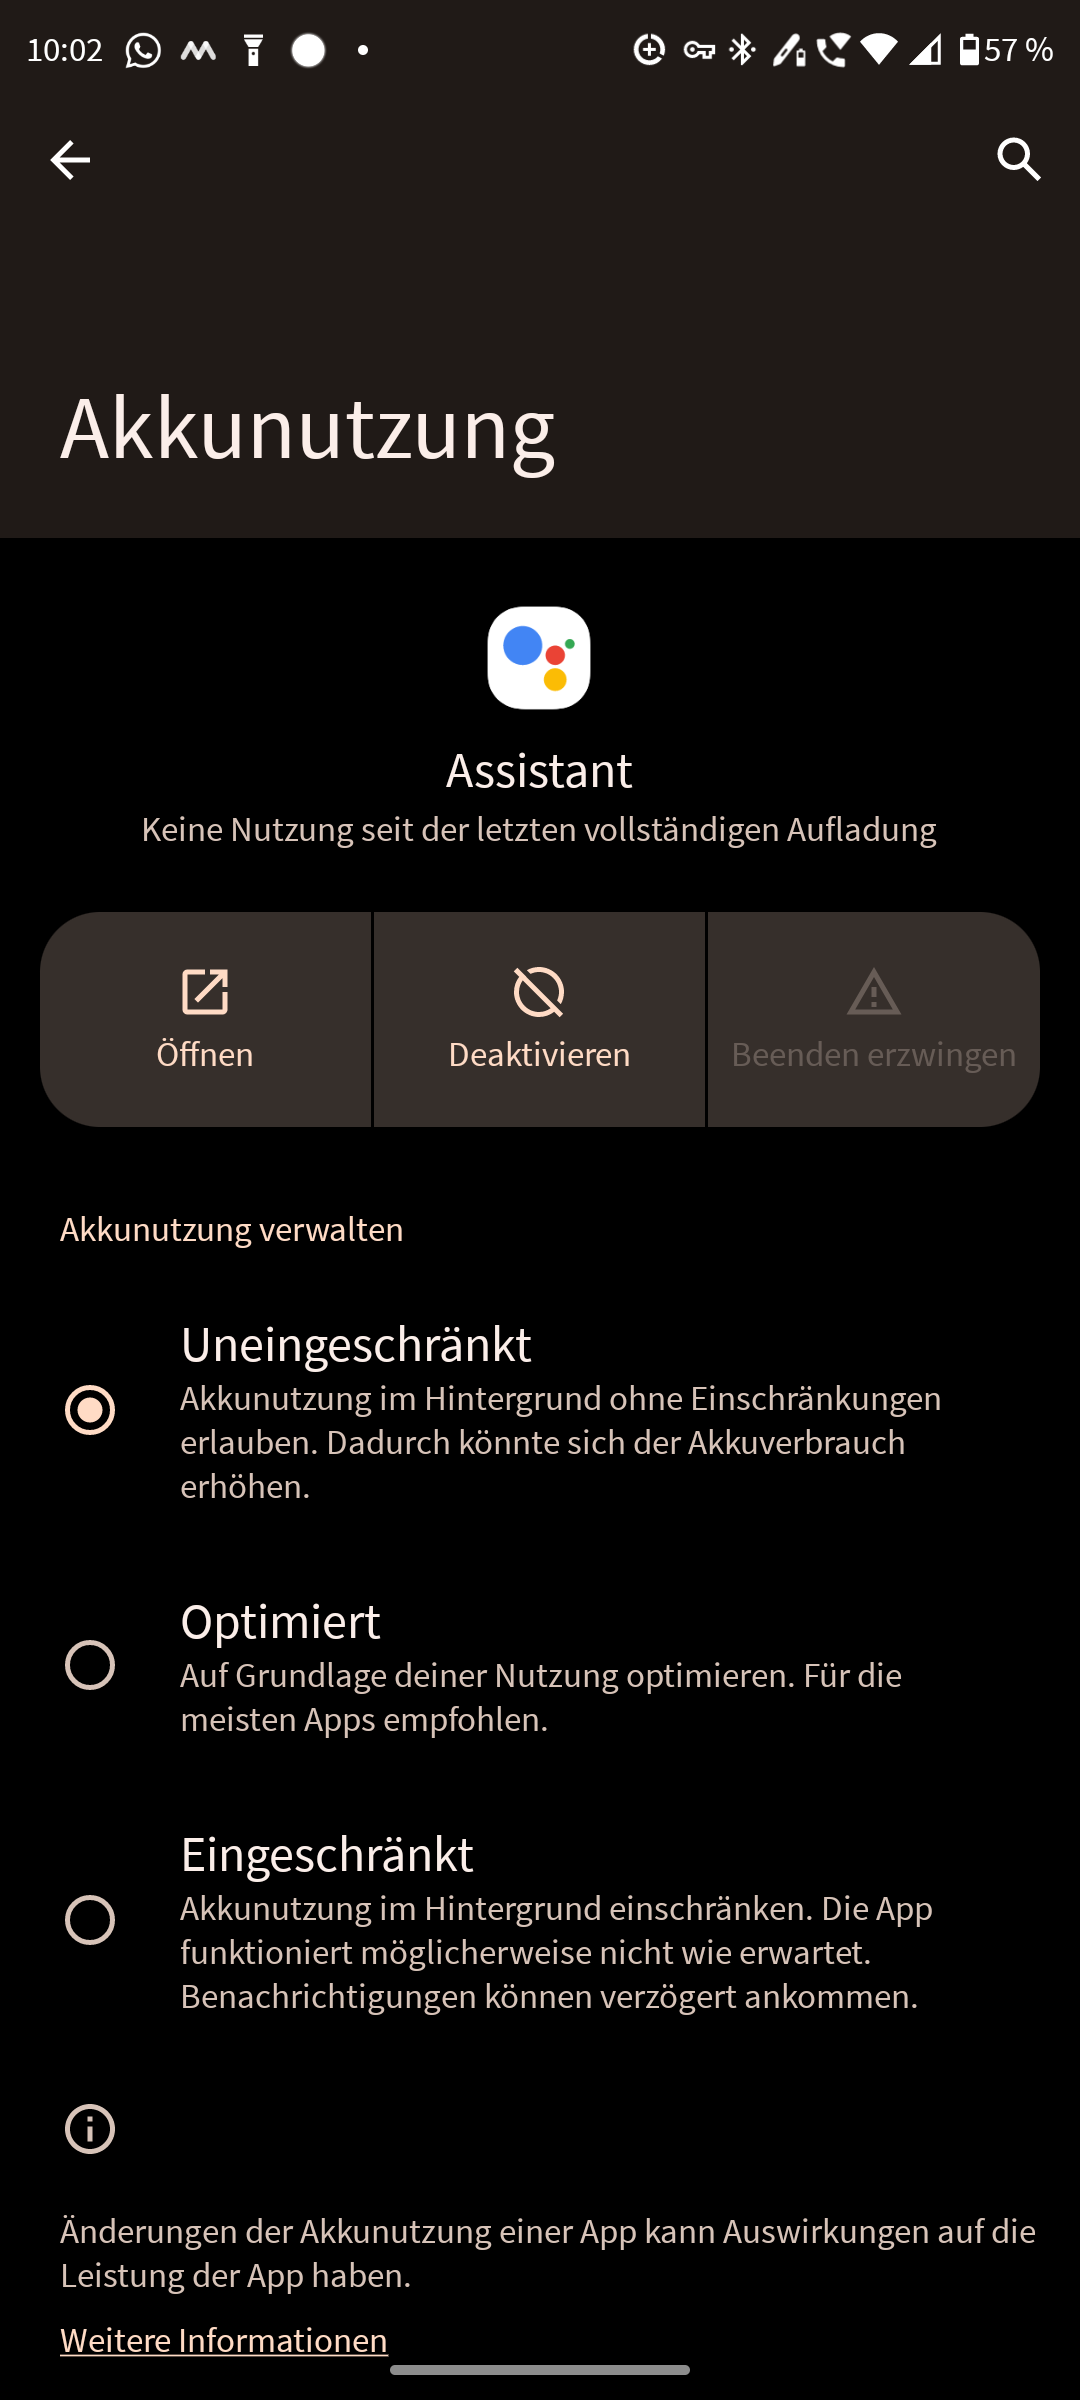 10:02
57 %
Akkunutzung
Assistant
Keine Nutzung seit der letzten vollständigen Aufladung
Öffnen
Deaktivieren
Beenden erzwingen
Akkunutzung verwalten
Uneingeschränkt
Akkunutzung im Hintergrund ohne Einschränkungen
erlauben. Dadurch könnte sich der Akkuverbrauch
erhöhen.
Optimiert
Auf Grundlage deiner Nutzung optimieren. Für die
meisten Apps empfohlen.
Eingeschränkt
Akkunutzung im Hintergrund einschränken. Die App
funktioniert möglicherweise nicht wie erwartet.
Benachrichtigungen können verzögert ankommen.
Änderungen der Akkunutzung einer App kann Auswirkungen auf die
Leistung der App haben.
Weitere Informationen